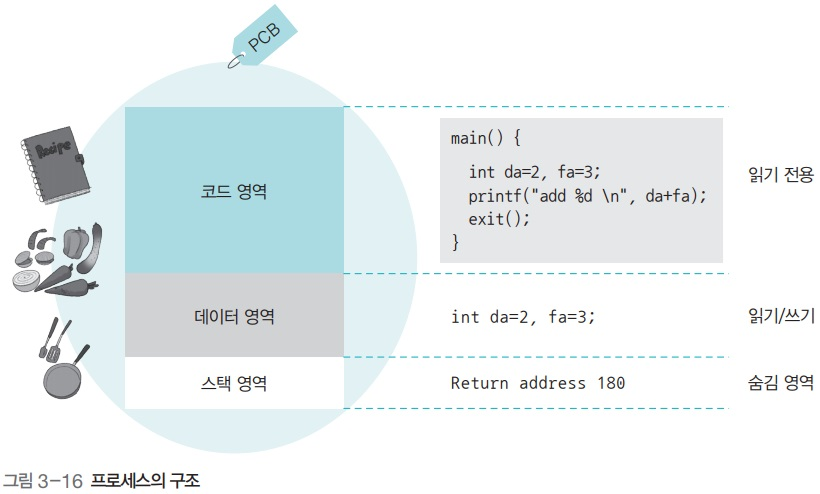 PCB
Recipe
코드 영역
main() {
int da=2, fa=3;
printf("add %d \n", da+fa);
exit();
}
읽기 전용
데이터 영역
int da=2, fa=3;
읽기/쓰기
스택 영역
Return address 180
숨김 영역
그림 3-16 프로세스의 구조